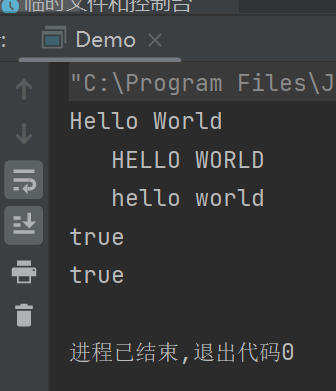 临时文件和控制台
: Demo ×
"C:\Program Files\J
Hello World
HELLO WORLD
hello world
true
true
进程已结束,退出代码0